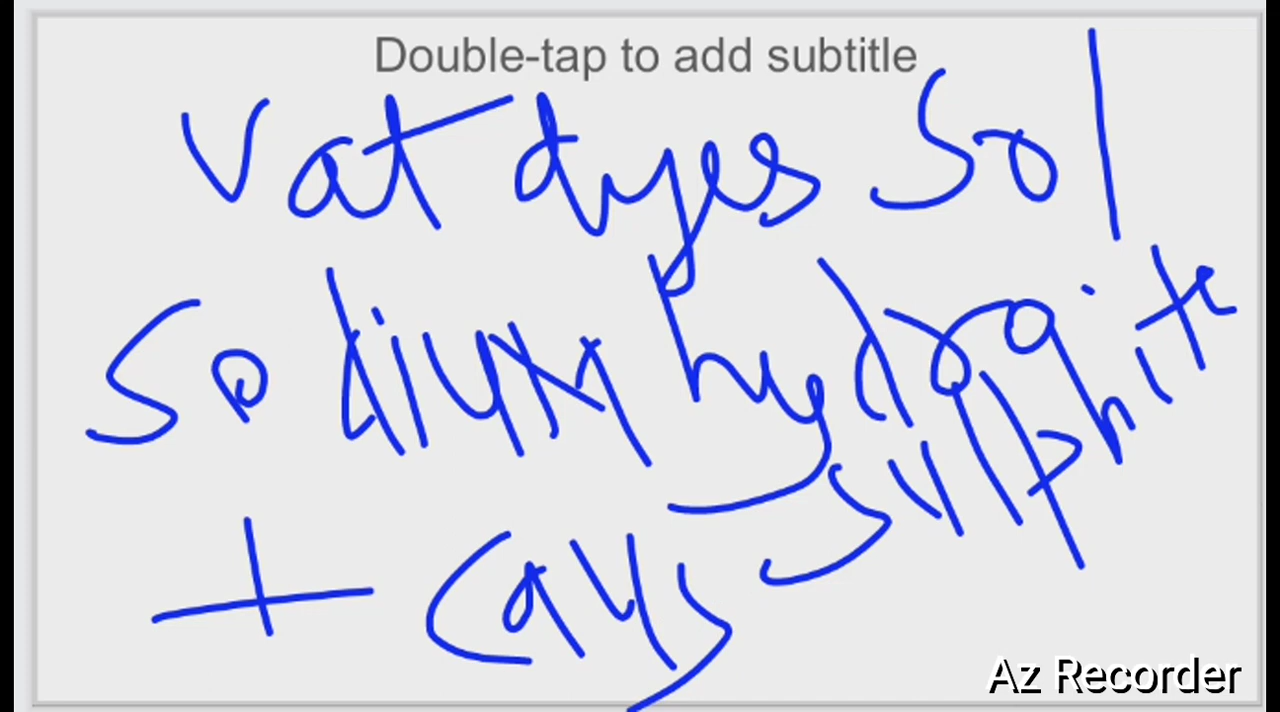 Double-tap to add subtitle
Vat dyes Sol
Sodium hydro
sulphite
+ Caus
Az Recorder